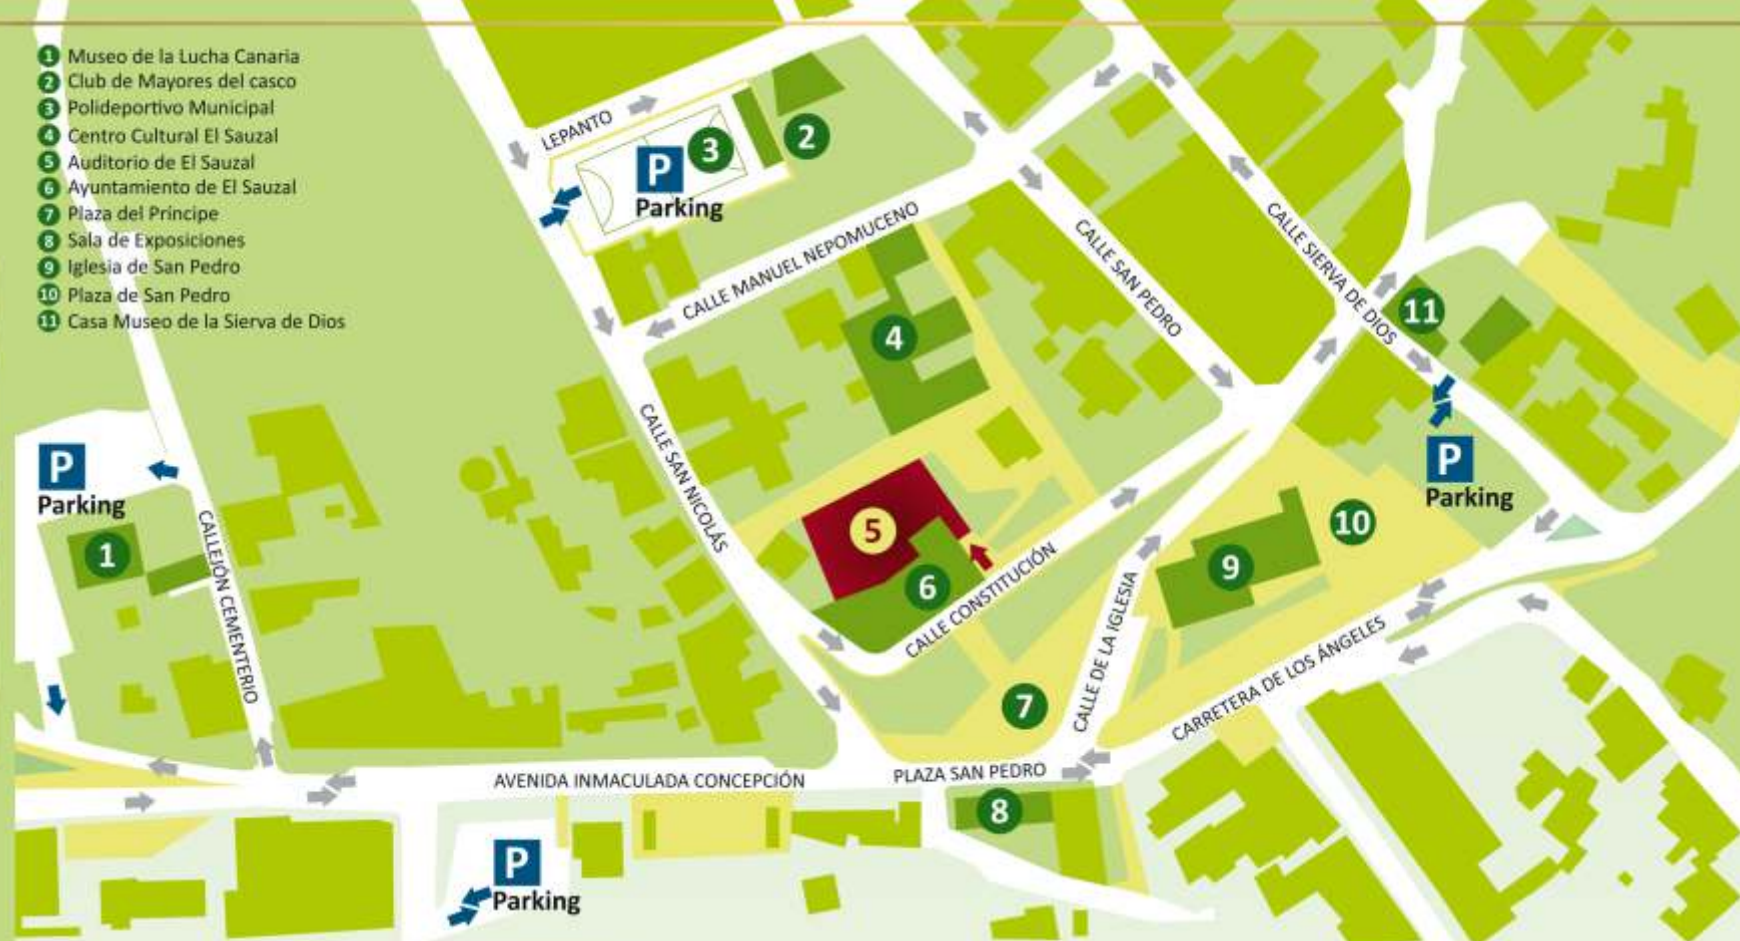 1 Museo de la Lucha Canaria
2 Club de Mayores del casco
3 Polideportivo Municipal
4 Centro Cultural El Sauzal
5 Auditorio de El Sauzal
6 Ayuntamiento de El Sauzal
7 Plaza del Príncipe
8 Sala de Exposiciones
9 Iglesia de San Pedro
10 Plaza de San Pedro
11 Casa Museo de la Sierva de Dios
LEPANTO
P
Parking
3
2
CALLE MANUEL NEPOMUCENO
CALLE SAN PEDRO
CALLE SIERVA DE DIOS
11
4
P
Parking
CALLE SAN NICOLÁS
P
Parking
1
CALLEJÓN CEMENTERIO
5
6
CALLE CONSTITUCIÓN
9
10
CALLE DE LA IGLESIA
7
CARRETERA DE LOS ÁNGELES
AVENIDA INMACULADA CONCEPCIÓN
PLAZA SAN PEDRO
8
P
Parking